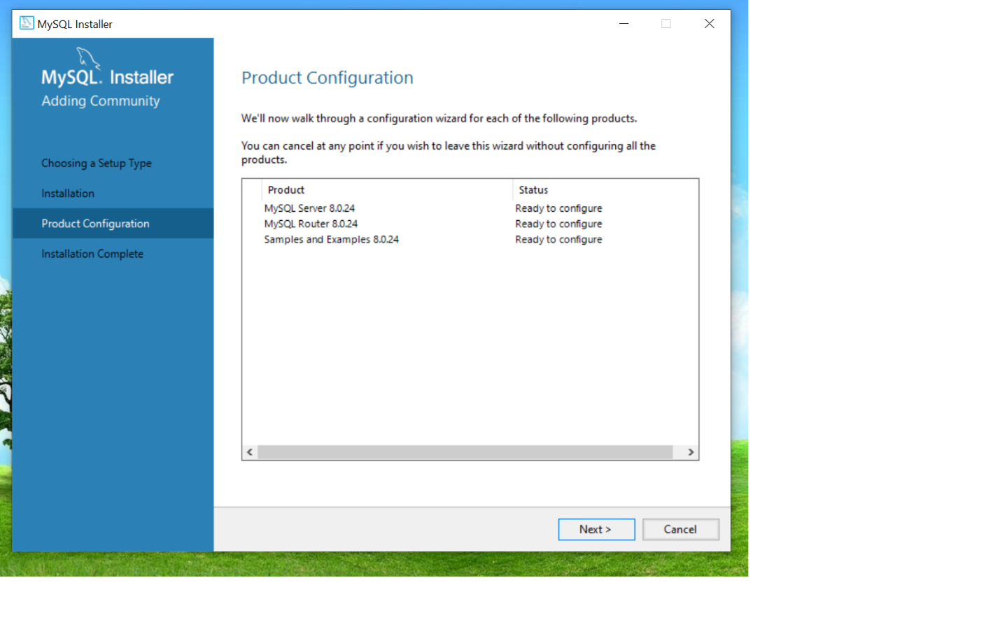 MySQL Installer
MySQL. Installer
Adding Community
Choosing a Setup Type
Installation
Product Configuration
Installation Complete
Product Configuration
We'll now walk through a configuration wizard for each of the following products.
You can cancel at any point if you wish to leave this wizard without configuring all the
products.
Product Status
MySQL Server 8.0.24 Ready to configure
MySQL Router 8.0.24 Ready to configure
Samples and Examples 8.0.24 Ready to configure
Next >
Cancel